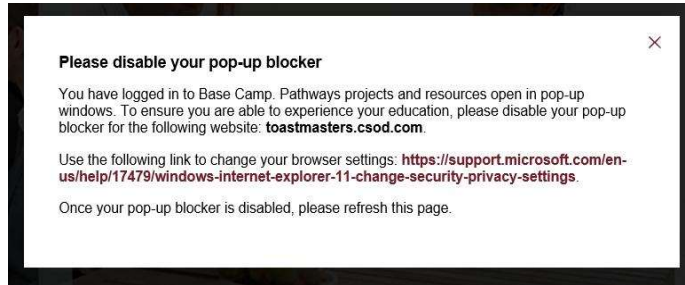 Please disable your pop-up blocker
You have logged in to Base Camp. Pathways projects and resources open in pop-up
windows. To ensure you are able to experience your education, please disable your pop-up
blocker for the following website: toastmasters.csod.com.
Use the following link to change your browser settings: https://support.microsoft.com/en-
us/help/17479/windows-internet-explorer-11-change-security-privacy-settings.
Once your pop-up blocker is disabled, please refresh this page.